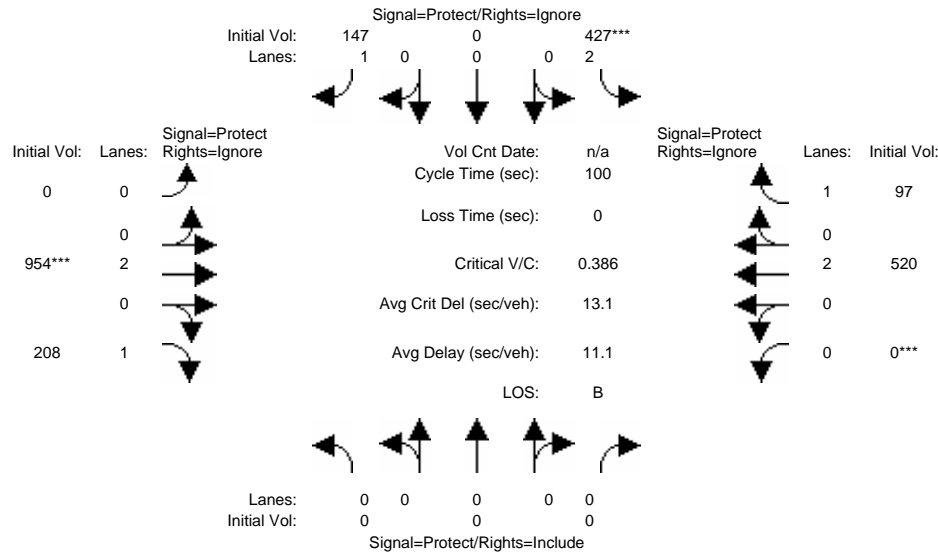 Signal=Protect/Rights=Ignore
Initial Vol: 147 0 427***
Lanes: 1 0 0 0 2
Signal=Protect
Initial Vol: Lanes: Rights=Ignore
Vol Cnt Date: n/a
Signal=Protect
Rights=Ignore Lanes: Initial Vol:
Cycle Time (sec): 100
0 0
1 97
Loss Time (sec): 0
0
0
954*** 2
Critical V/C: 0.386
2 520
0
Avg Crit Del (sec/veh): 13.1
0
208 1
Avg Delay (sec/veh): 11.1
0 0***
LOS: B
Lanes: 0 0 0 0 0
Initial Vol: 0 0 0
Signal=Protect/Rights=Include